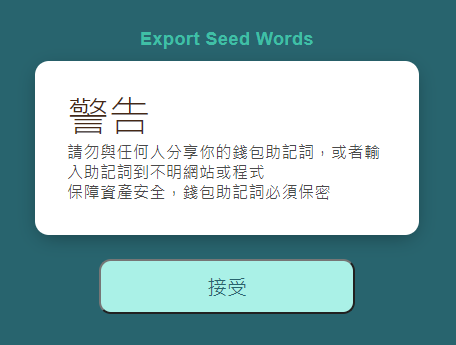 Export Seed Words
警告
請勿與任何人分享你的錢包助記詞，或者輸
入助記詞到不明網站或程式
保障資產安全，錢包助記詞必須保密
接受